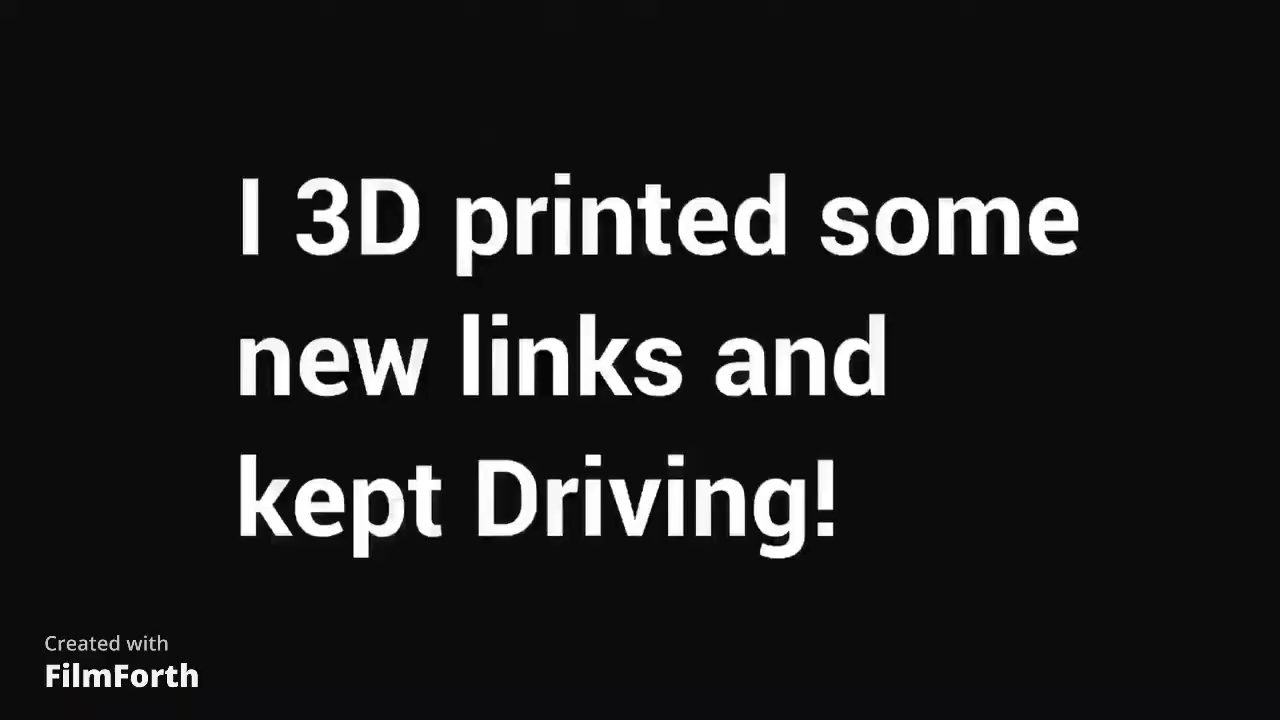 I 3D printed some
new links and
kept Driving!
Created with
FilmForth